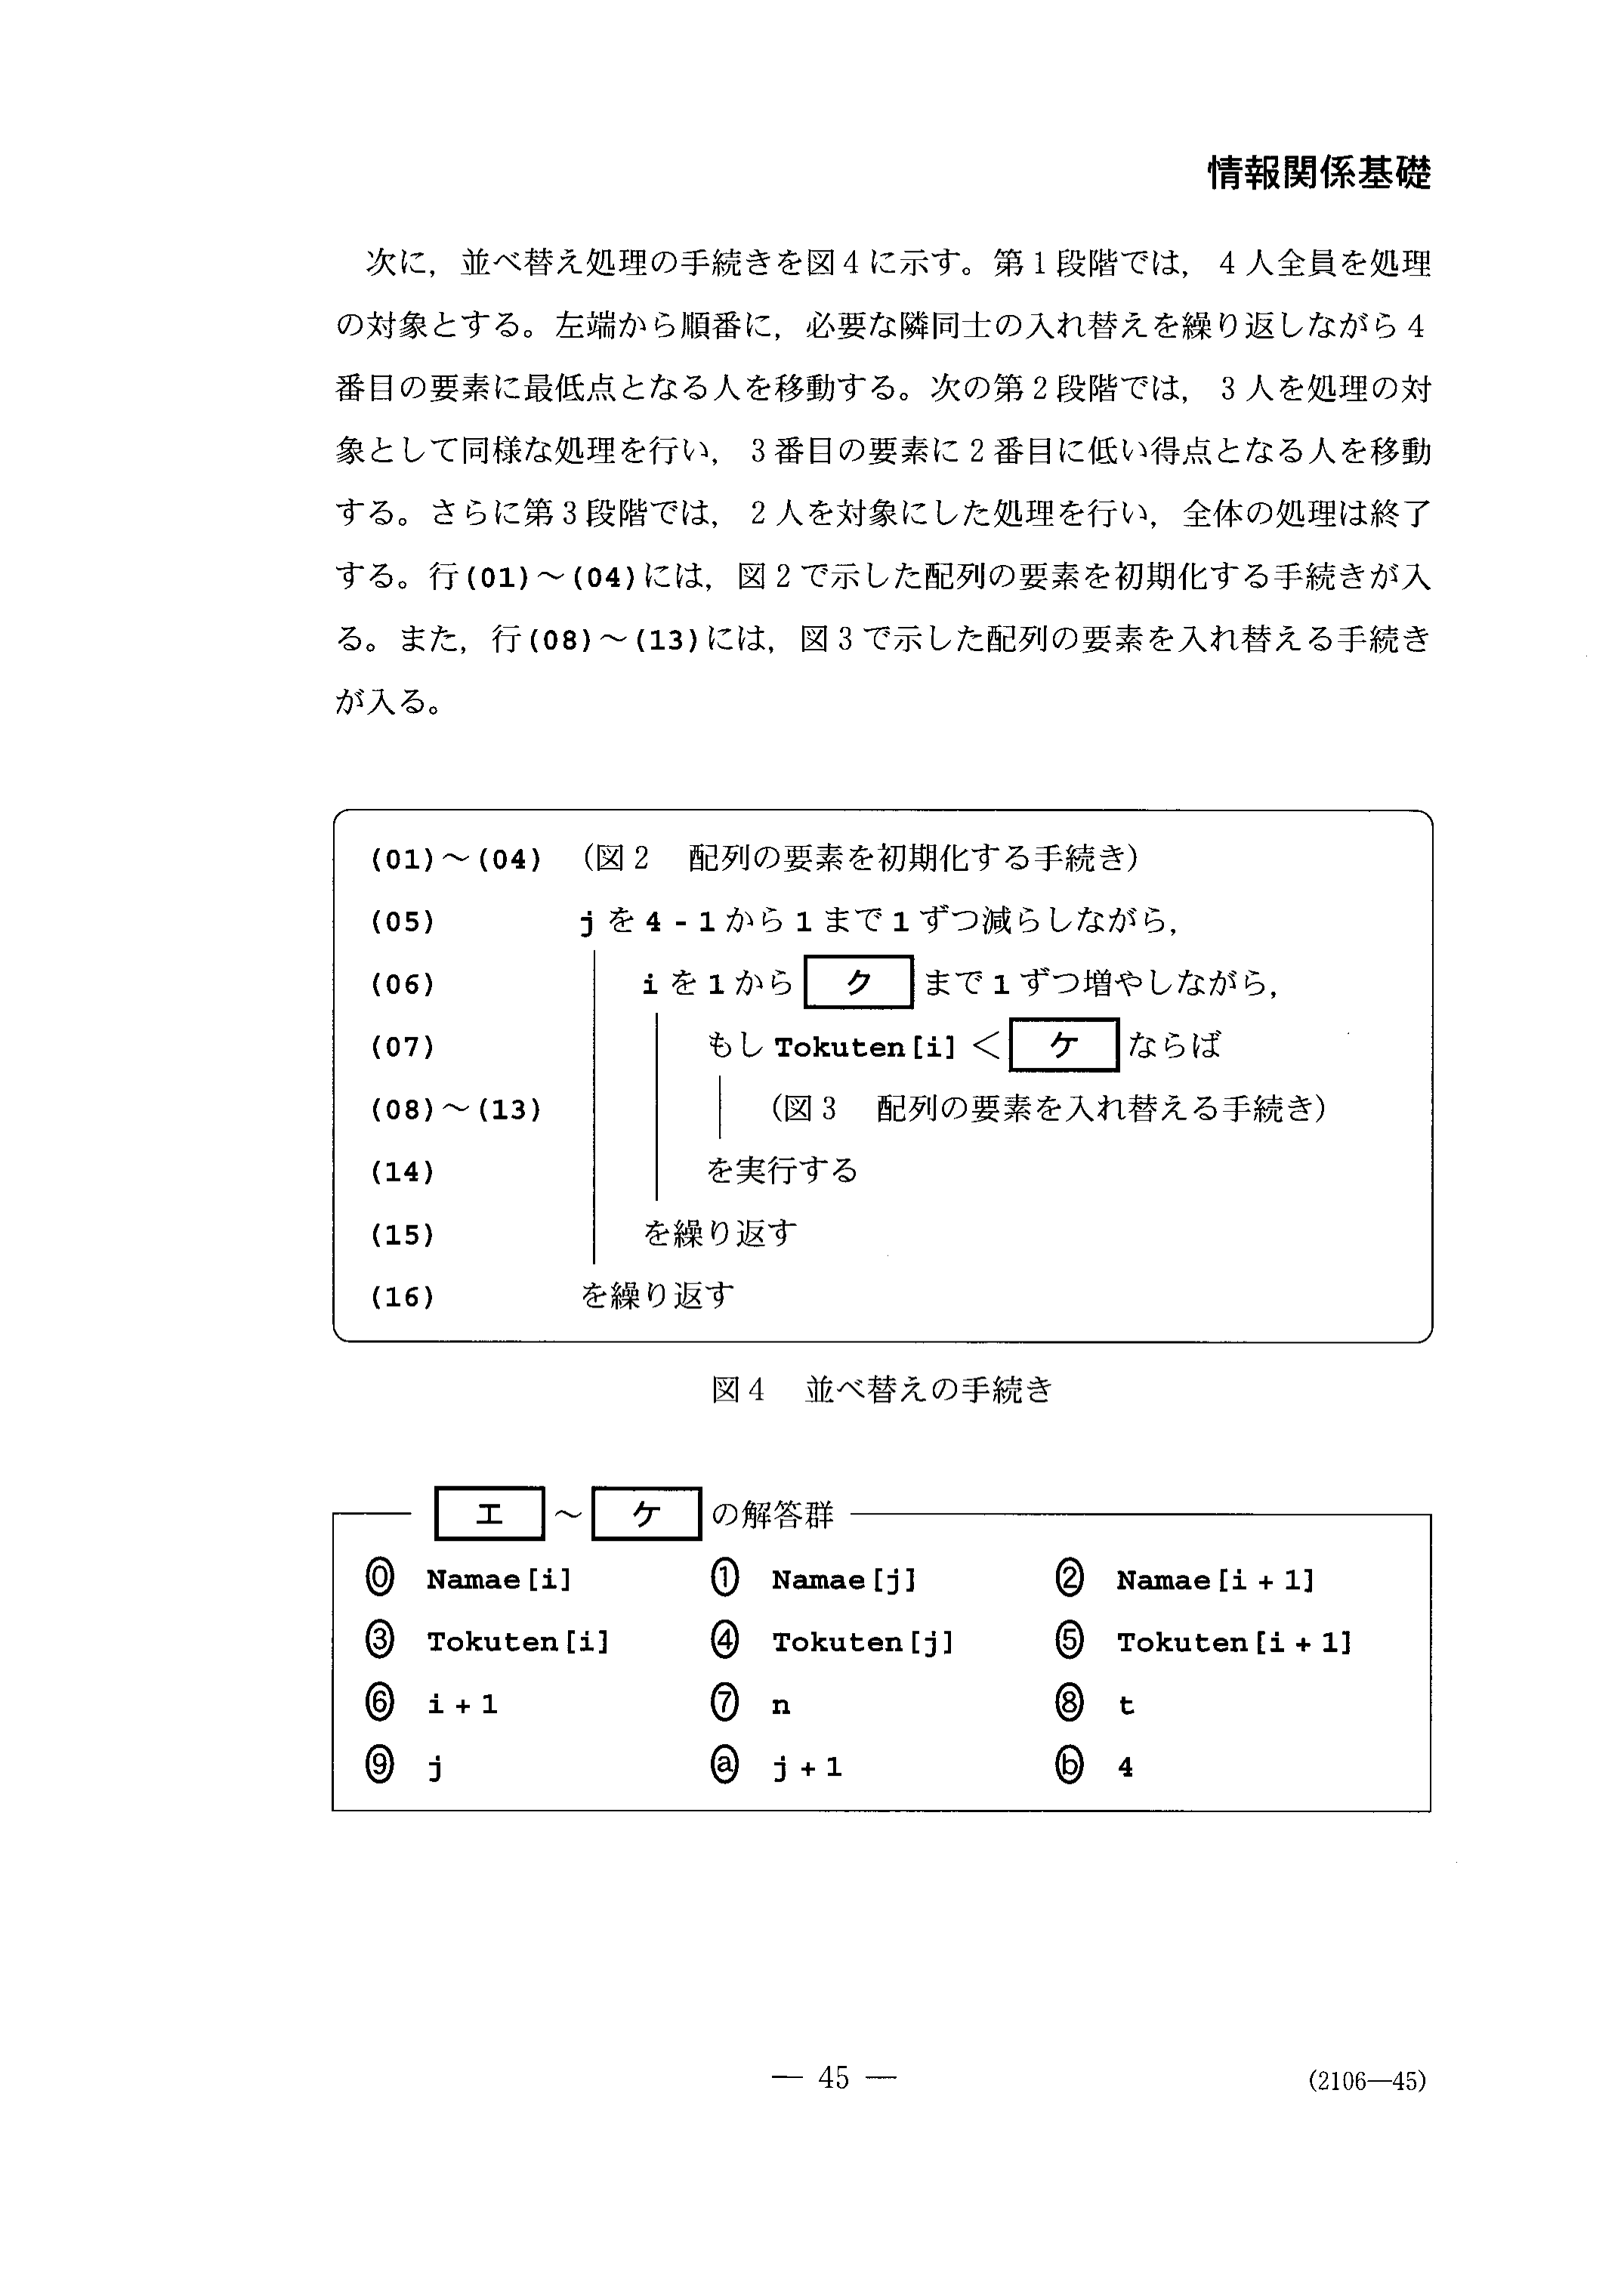 情報関係基礎
次に，並べ替え処理の手続きを図4に示す。第1段階では，4人全員を処理
の対象とする。左端から順番に，必要な隣同士の入れ替えを繰り返しながら4
番目の要素に最低点となる人を移動する。次の第2段階では，3人を処理の対
象として同様な処理を行い，3番目の要素に2番目に低い得点となる人を移動
する。さらに第3段階では，2人を対象にした処理を行い，全体の処理は終了
する。行(01)～(04)には，図2で示した配列の要素を初期化する手続きが入
る。また，行(08)～(13)には，図3で示した配列の要素を入れ替える手続き
が入る。
(01)～(04) （図2 配列の要素を初期化する手続き）
(05) jを4-1から1まで1ずつ減らしながら，
(06) iを1から ク まで1ずつ増やしながら，
(07) もしTokuten[i]＜ ケ ならば
(08)～(13) （図3 配列の要素を入れ替える手続き）
(14) を実行する
(15) を繰り返す
(16) を繰り返す
図4 並べ替えの手続き
エ ～ ケ の解答群
⓪ Namae[i] ① Namae[j] ② Namae[i+1]
③ Tokuten[i] ④ Tokuten[j] ⑤ Tokuten[i+1]
⑥ i+1 ⑦ n ⑧ t
⑨ j ⓐ j+1 ⓑ 4
— 45 — (2106—45)